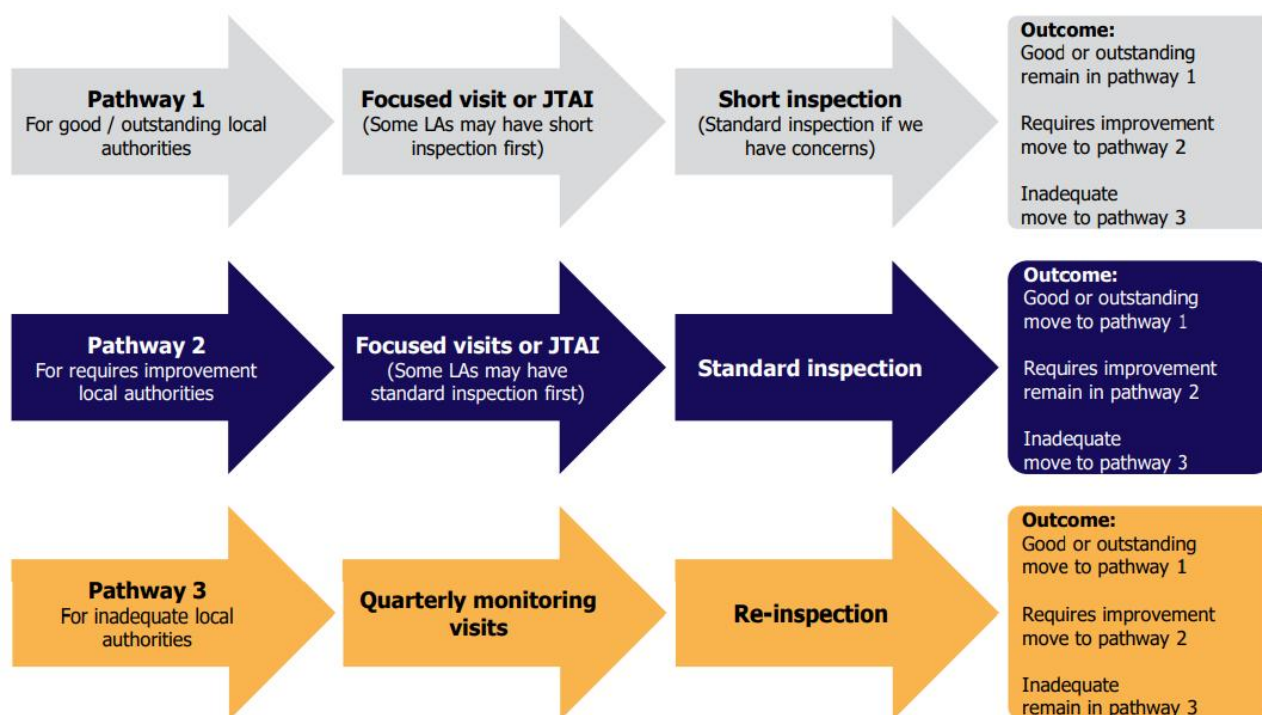 Pathway 1
For good / outstanding local
authorities
Focused visit or JTAI
(Some LAs may have short
inspection first)
Short inspection
(Standard inspection if we
have concerns)
Outcome:
Good or outstanding
remain in pathway 1
Requires improvement
move to pathway 2
Inadequate
move to pathway 3
Pathway 2
For requires improvement
local authorities
Focused visits or JTAI
(Some LAs may have
standard inspection first)
Standard inspection
Outcome:
Good or outstanding
move to pathway 1
Requires improvement
remain in pathway 2
Inadequate
move to pathway 3
Pathway 3
For inadequate local
authorities
Quarterly monitoring
visits
Re-inspection
Outcome:
Good or outstanding
move to pathway 1
Requires improvement
move to pathway 2
Inadequate
remain in pathway 3